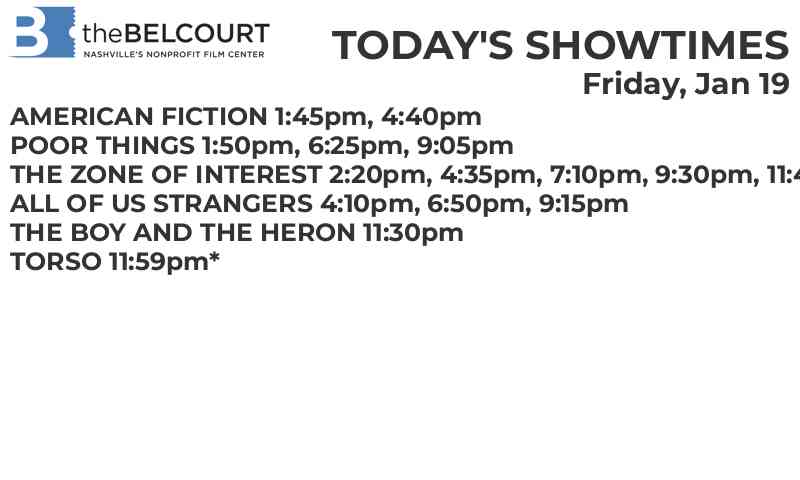 B theBELCOURT
NASHVILLE'S NONPROFIT FILM CENTER
TODAY'S SHOWTIMES
Friday, Jan 19
AMERICAN FICTION 1:45pm, 4:40pm
POOR THINGS 1:50pm, 6:25pm, 9:05pm
THE ZONE OF INTEREST 2:20pm, 4:35pm, 7:10pm, 9:30pm,
ALL OF US STRANGERS 4:10pm, 6:50pm, 9:15pm
THE BOY AND THE HERON 11:30pm
TORSO 11:59pm*